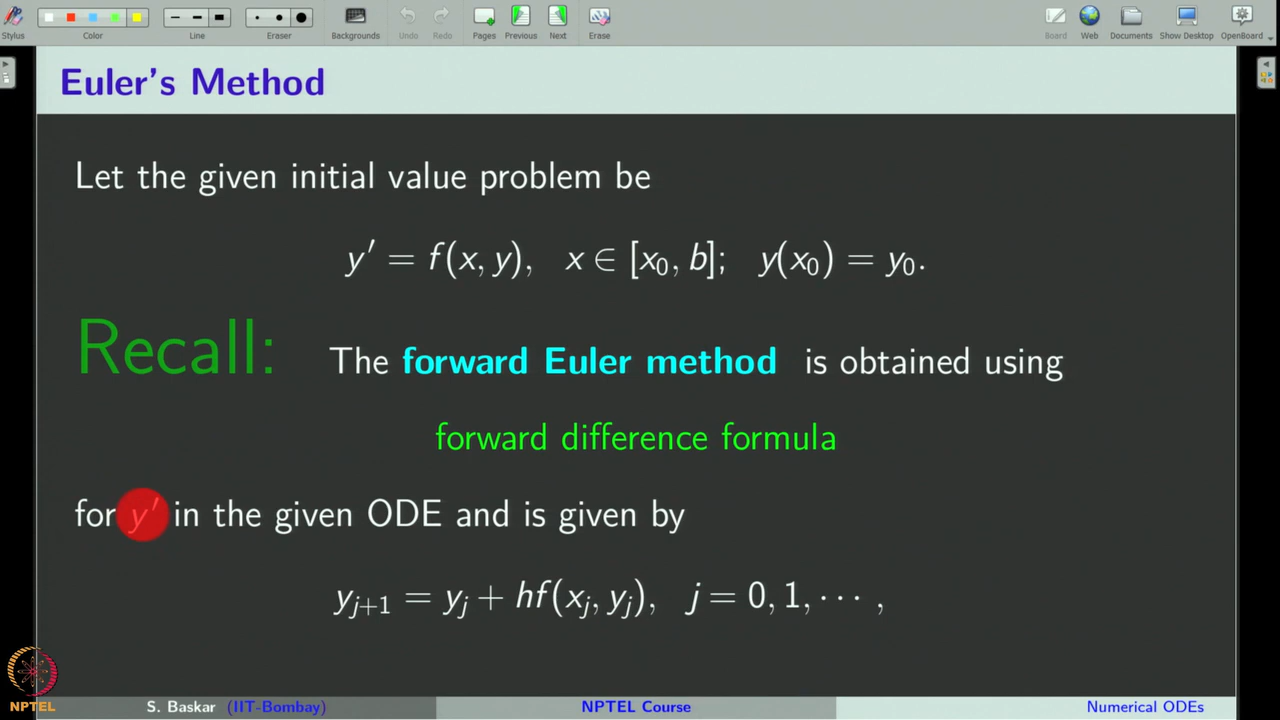 Stylus Color Line Eraser Backgrounds Undo Redo Pages Previous Next Erase Board Web Documents Show Desktop OpenBoard
Euler's Method
Let the given initial value problem be
y′ = f(x, y), x ∈ [x₀, b]; y(x₀) = y₀.
Recall: The forward Euler method is obtained using
forward difference formula
for y′ in the given ODE and is given by
yⱼ₊₁ = yⱼ + hf(xⱼ, yⱼ), j = 0, 1, ⋯ ,
NPTEL
S. Baskar (IIT-Bombay) NPTEL Course Numerical ODEs